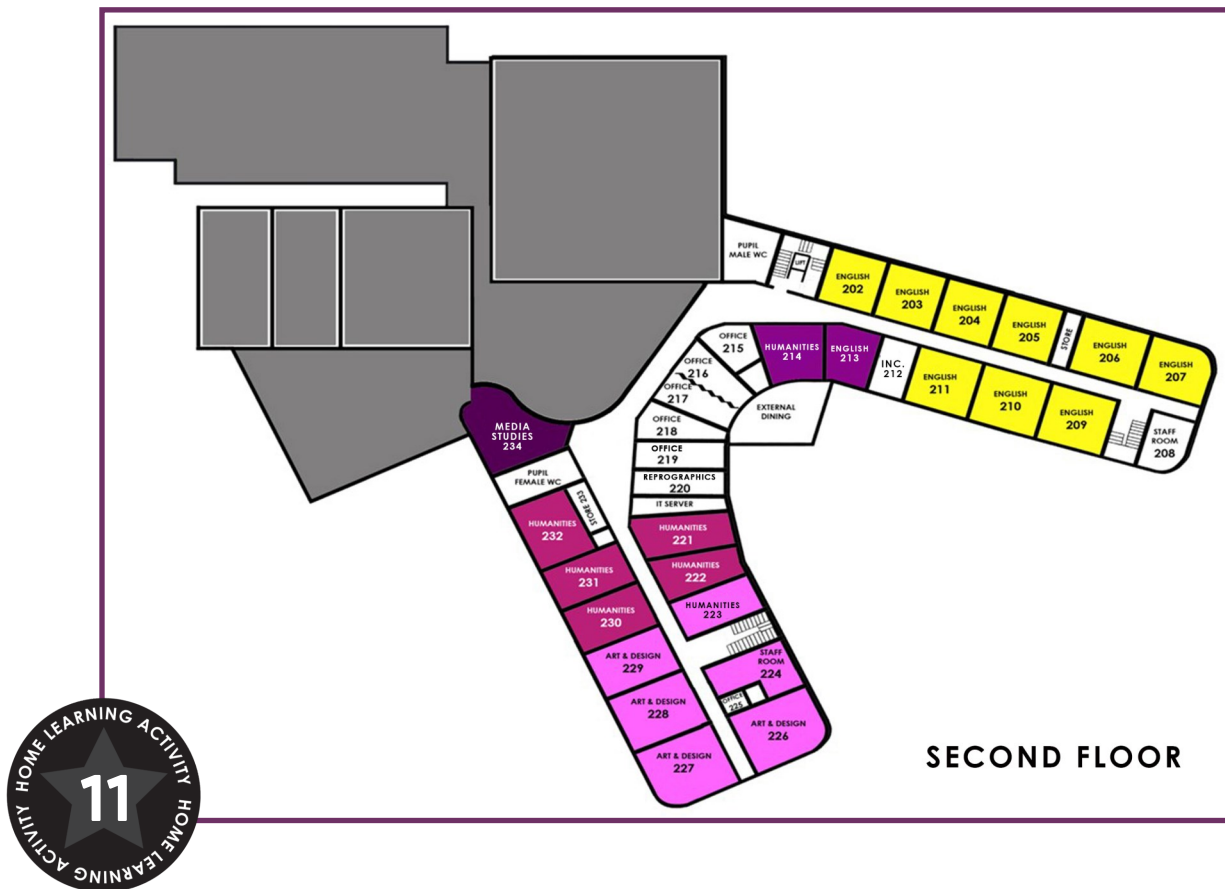 PUPIL
MALE WC
LIFT
ENGLISH
202
ENGLISH
203
ENGLISH
204
ENGLISH
205
STORE
ENGLISH
206
ENGLISH
207
OFFICE
215
HUMANITIES
214
ENGLISH
213
INC.
212
ENGLISH
211
ENGLISH
210
ENGLISH
209
STAFF
ROOM
208
OFFICE
216
OFFICE
217
EXTERNAL
DINING
OFFICE
218
OFFICE
219
REPROGRAPHICS
220
IT SERVER
MEDIA
STUDIES
234
PUPIL
FEMALE WC
STORE 233
HUMANITIES
232
HUMANITIES
221
HUMANITIES
231
HUMANITIES
222
HUMANITIES
230
HUMANITIES
223
ART & DESIGN
229
STAFF
ROOM
224
OFFICE
225
ART & DESIGN
228
ART & DESIGN
226
ART & DESIGN
227
SECOND FLOOR
HOME LEARNING ACTIVITY
11
HOME LEARNING ACTIVITY